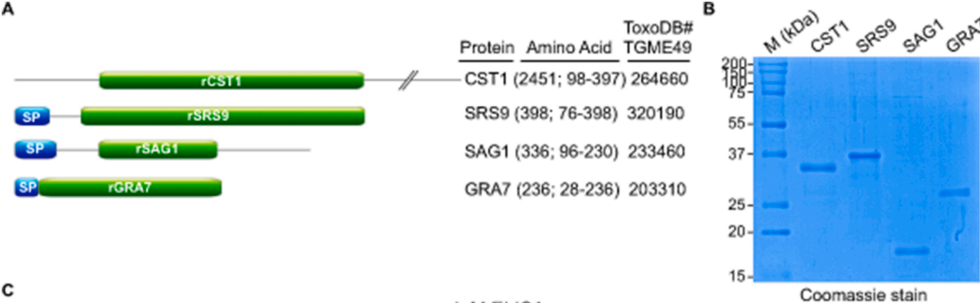 A
Protein Amino Acid ToxoDB# TGME49
rCST1 CST1 (2451; 98-397) 264660
SP rSRS9 SRS9 (398; 76-398) 320190
SP rSAG1 SAG1 (336; 96-230) 233460
SP rGRA7 GRA7 (236; 28-236) 203310
B
M (kDa) CST1 SRS9 SAG1 GRA7
200
150
100
75
55
37
25
20
15
Coomassie stain
C